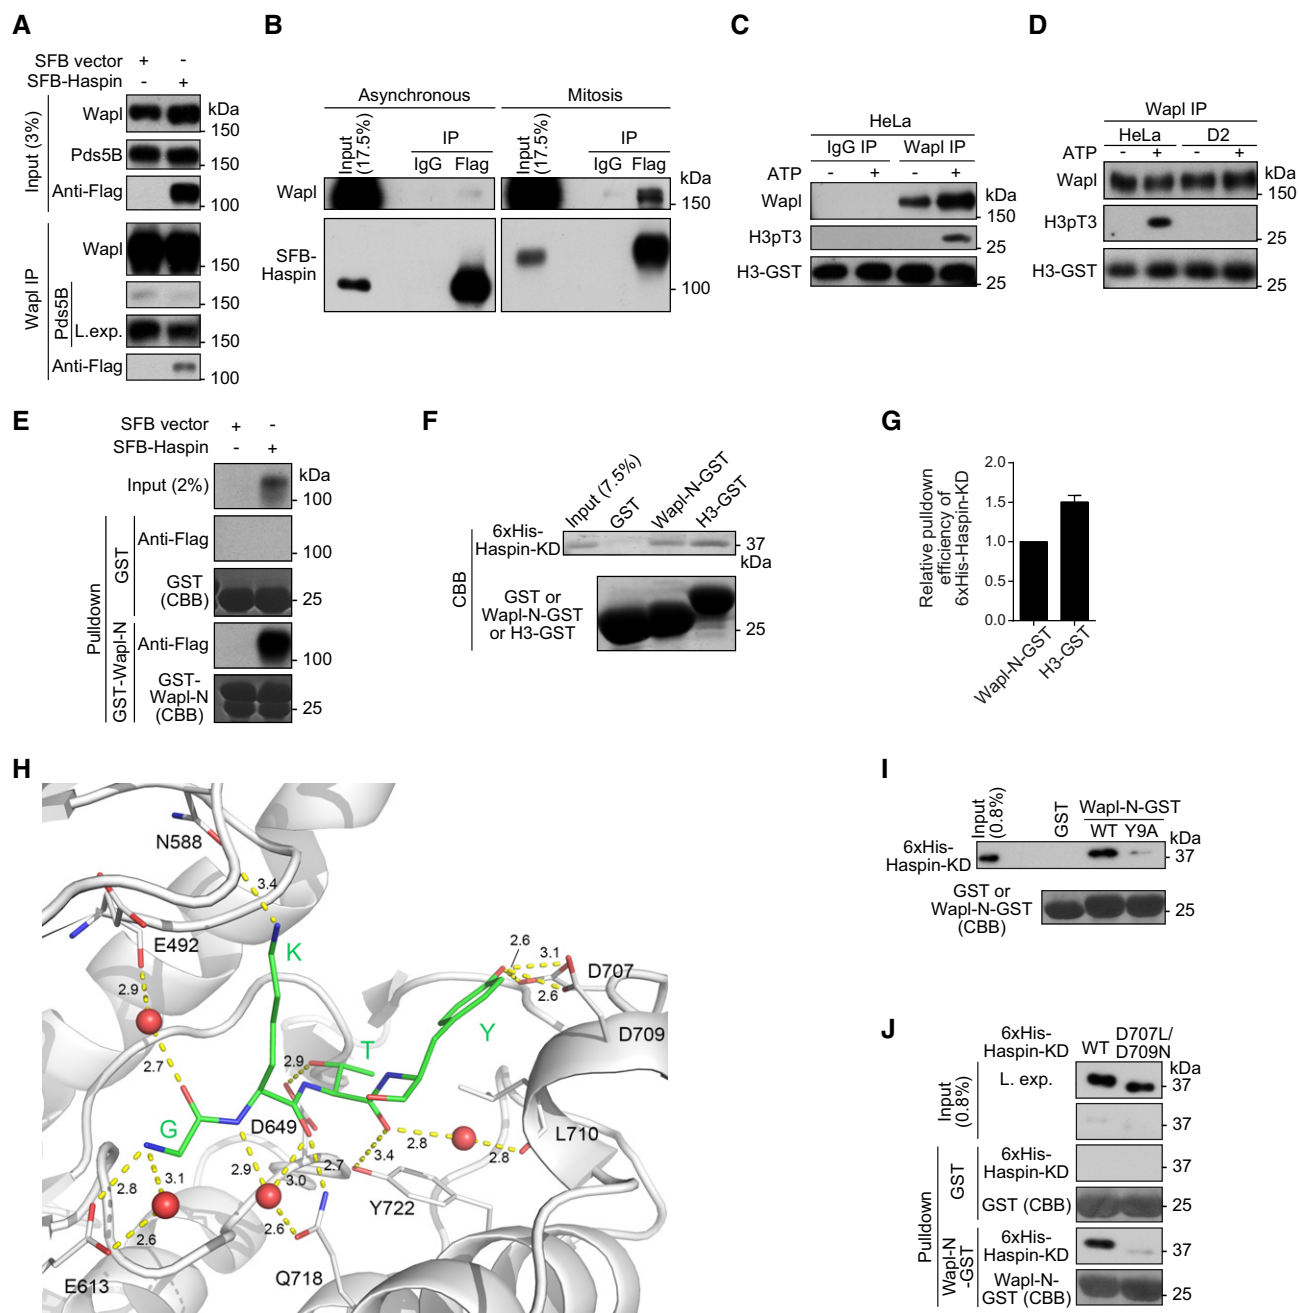 A
SFB vector + -
SFB-Haspin - +
Input (3%)
Wapl
kDa
150
Pds5B
150
Anti-Flag
100
Wapl IP
Wapl
150
Pds5B
150
L.exp.
150
Anti-Flag
100
B
Asynchronous
Mitosis
Input (17.5%)
IP
IgG Flag
Input (17.5%)
IP
IgG Flag
kDa
Wapl
150
SFB-
Haspin
100
C
HeLa
IgG IP Wapl IP
ATP - + - +
Wapl
kDa
150
H3pT3
25
H3-GST
25
D
Wapl IP
HeLa D2
ATP - + - +
Wapl
kDa
150
H3pT3
25
H3-GST
25
E
SFB vector + -
SFB-Haspin - +
Input (2%)
kDa
100
Pulldown
GST
Anti-Flag
100
GST
(CBB)
25
GST-Wapl-N
Anti-Flag
100
GST-
Wapl-N
(CBB)
25
F
Input (7.5%)
GST
Wapl-N-GST
H3-GST
CBB
6xHis-
Haspin-KD
37
kDa
GST or
Wapl-N-GST
or H3-GST
25
G
Relative pulldown
efficiency of
6xHis-Haspin-KD
2.0
1.5
1.0
0.5
0.0
Wapl-N-GST
H3-GST
H
N588
3.4
K
E492
2.9
2.7
2.6
3.1
D707
2.6
D709
Y
T
2.9
G
D649
L710
2.8
2.8
3.4
2.7
2.9
3.0
Y722
2.8
3.1
2.6
2.6
Q718
E613
I
Input
(0.8%)
GST
Wapl-N-GST
WT Y9A
kDa
6xHis-
Haspin-KD
37
GST or
Wapl-N-GST
(CBB)
25
J
6xHis-
Haspin-KD
WT
D707L/
D709N
kDa
Input
(0.8%)
L. exp.
37
37
Pulldown
GST
6xHis-
Haspin-KD
37
GST (CBB)
25
Wapl-N
-GST
6xHis-
Haspin-KD
37
Wapl-N-
GST (CBB)
25